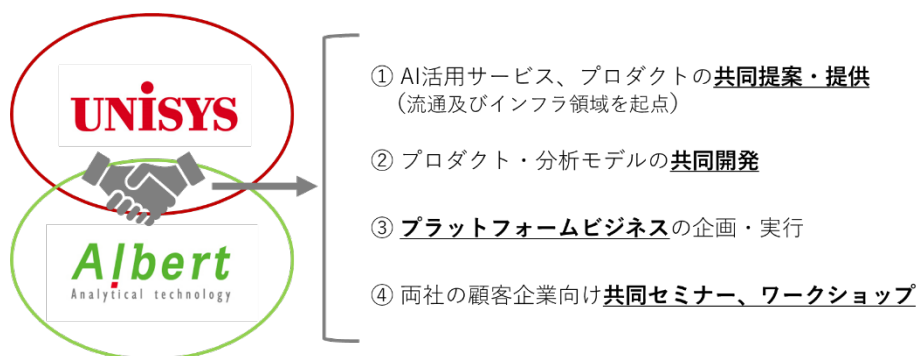 UNISYS
Albert
Analytical technology
① AI活用サービス、プロダクトの共同提案・提供
(流通及びインフラ領域を起点)
② プロダクト・分析モデルの共同開発
③ プラットフォームビジネスの企画・実行
④ 両社の顧客企業向け共同セミナー、ワークショップ